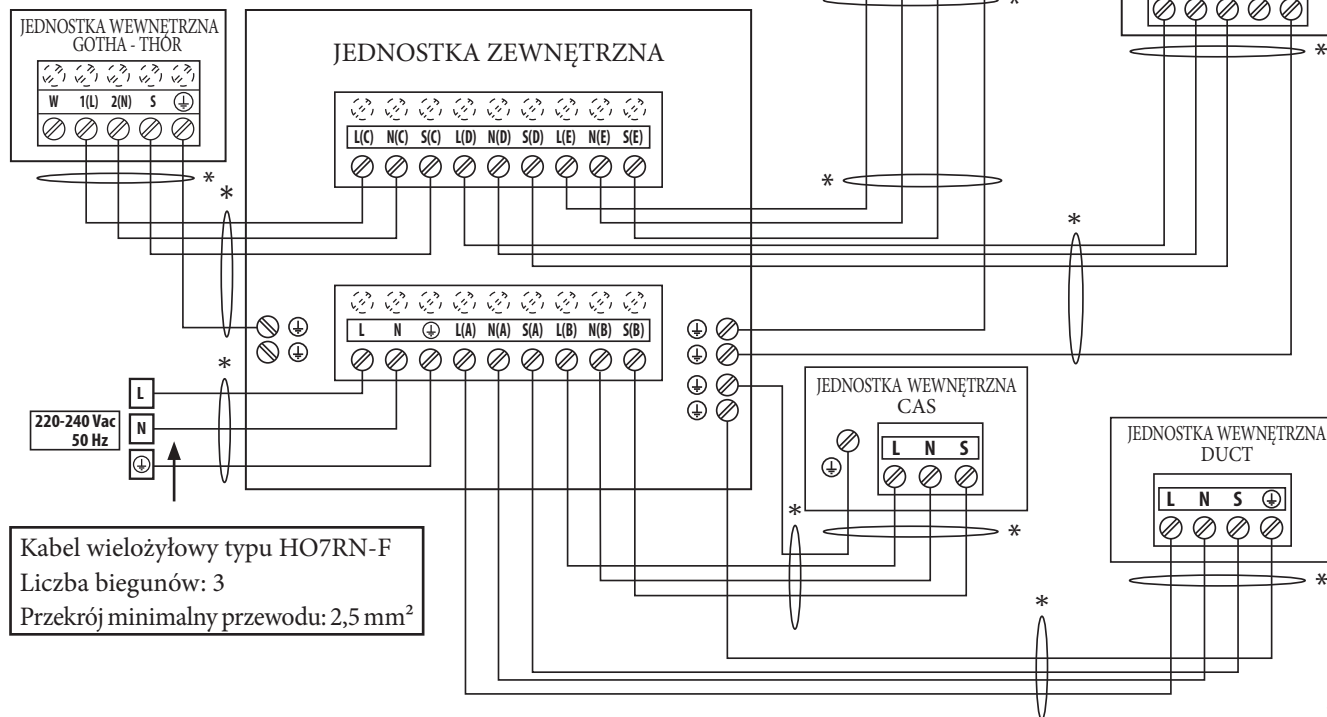 JEDNOSTKA WEWNĘTRZNA
GOTHA - THOR
W 1(L) 2(N) S
*
*
JEDNOSTKA ZEWNĘTRZNA
L(C) N(C) S(C) L(D) N(D) S(D) L(E) N(E) S(E)
*
*
*
*
L N L(A) N(A) S(A) L(B) N(B) S(B)
*
L
220-240 Vac
50 Hz
N
JEDNOSTKA WEWNĘTRZNA
CAS
L N S
*
*
JEDNOSTKA WEWNĘTRZNA
DUCT
L N S
*
*
Kabel wielożyłowy typu HO7RN-F
Liczba biegunów: 3
Przekrój minimalny przewodu: 2,5 mm²